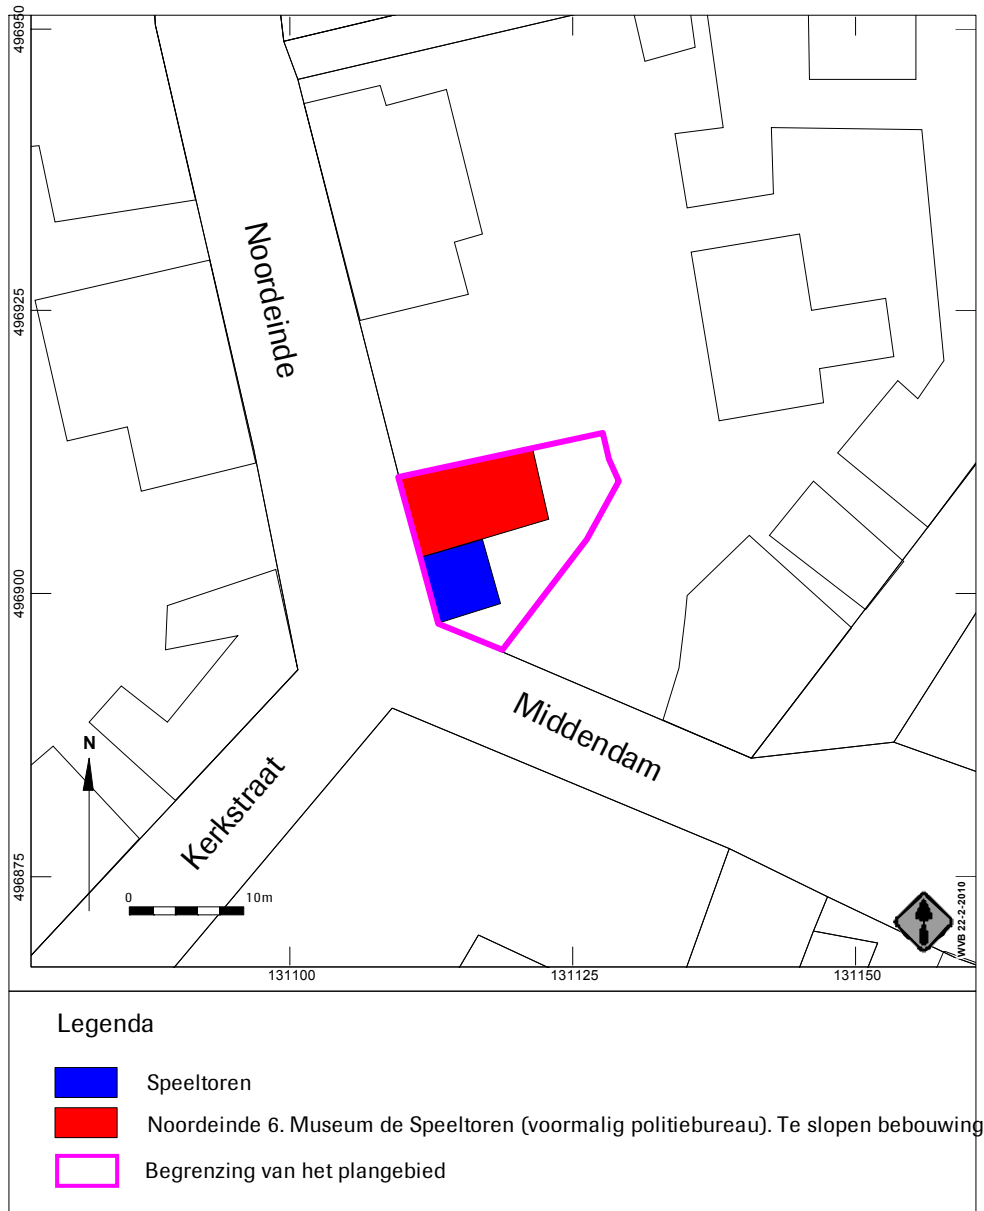 496950
496925
496900
496875
Noordeinde
Middendam
Kerkstraat
N
0 10m
131100 131125 131150
WVB 22-2-2010
Legenda
Speeltoren
Noordeinde 6. Museum de Speeltoren (voormalig politiebureau). Te slopen bebouwing
Begrenzing van het plangebied